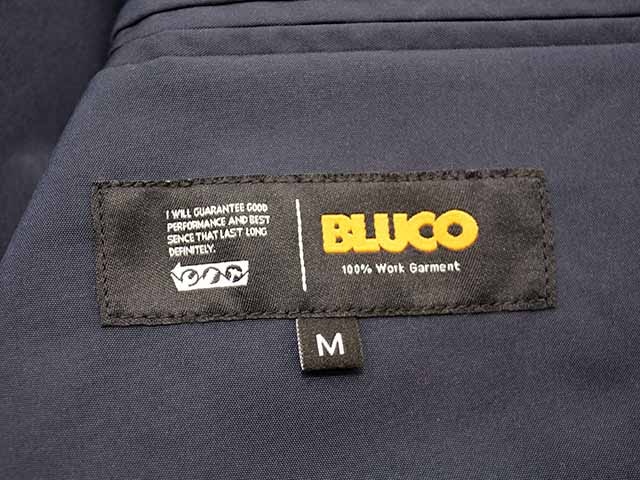 I WILL GUARANTEE GOOD
PERFORMANCE AND BEST
SENCE THAT LAST LONG
DEFINITELY.
BLUCO
100% Work Garment
M